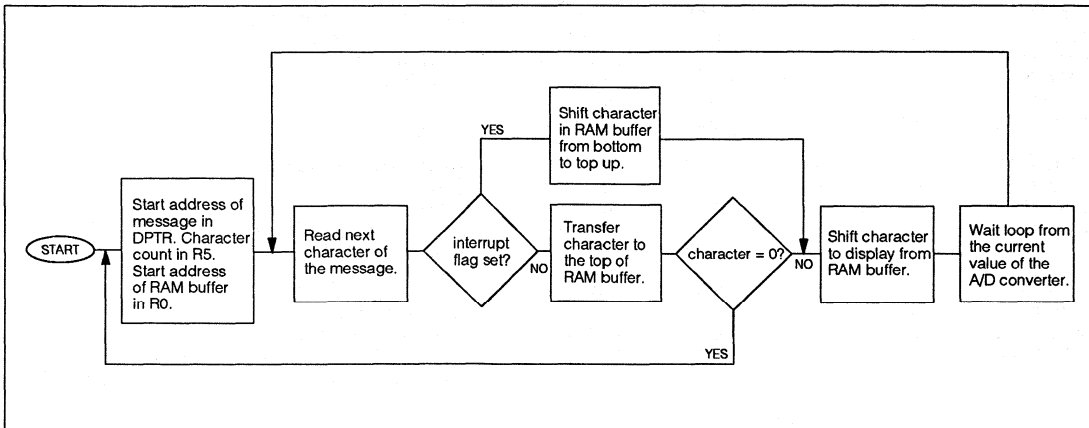 START
Start address of
message in
DPTR. Character
count in R5.
Start address
of RAM buffer
in R0.
Read next
character of
the message.
interrupt
flag set?
YES
Shift character
in RAM buffer
from bottom
to top up.
NO
Transfer
character to
the top of
RAM buffer.
character = 0?
YES
NO
Shift character
to display from
RAM buffer.
Wait loop from
the current
value of the
A/D converter.